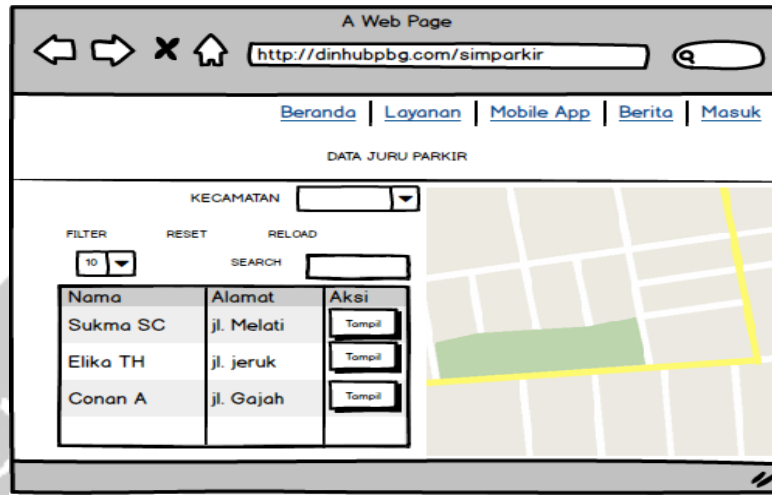 A Web Page
http://dinhubpbg.com/simparkir
Beranda | Layanan | Mobile App | Berita | Masuk
DATA JURU PARKIR
KECAMATAN
FILTER RESET RELOAD
10 SEARCH
Nama Alamat Aksi
Sukma SC jl. Melati Tampil
Elika TH jl. jeruk Tampil
Conan A jl. Gajah Tampil